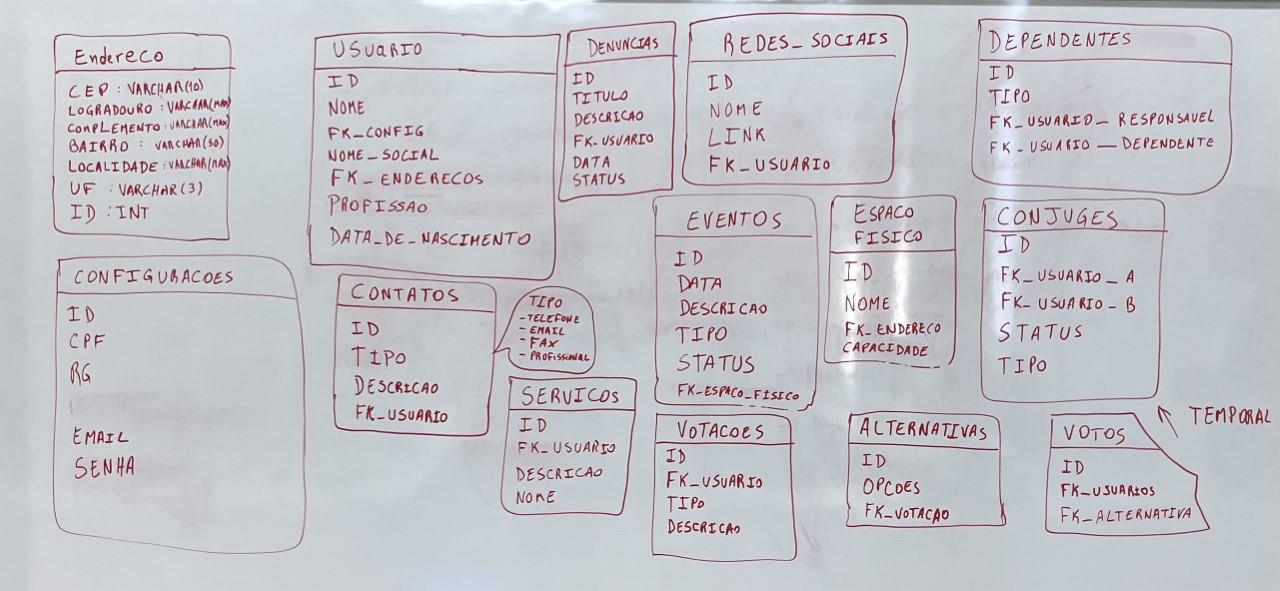 Endereco
CEP : VARCHAR(10)
LOGRADOURO : VARCHAR(MAX)
COMPLEMENTO : VARCHAR(MAX)
BAIRRO : VARCHAR(50)
LOCALIDADE : VARCHAR(MAX)
UF : VARCHAR(3)
ID : INT
USUARIO
ID
NOME
FK_CONFIG
NOME_SOCIAL
FK_ENDERECOS
PROFISSAO
DATA_DE_NASCIMENTO
DENUNCIAS
ID
TITULO
DESCRICAO
FK_USUARIO
DATA
STATUS
REDES_SOCIAIS
ID
NOME
LINK
FK_USUARIO
DEPENDENTES
ID
TIPO
FK_USUARIO_RESPONSAVEL
FK_USUARIO_DEPENDENTE
CONFIGURACOES
ID
CPF
RG
EMAIL
SENHA
CONTATOS
ID
TIPO
DESCRICAO
FK_USUARIO
TIPO
- TELEFONE
- EMAIL
- FAX
- PROFISSIONAL
SERVICOS
ID
FK_USUARIO
DESCRICAO
NOME
EVENTOS
ID
DATA
DESCRICAO
TIPO
STATUS
FK_ESPACO_FISICO
ESPACO
FISICO
ID
NOME
FK_ENDERECO
CAPACIDADE
CONJUGES
ID
FK_USUARIO_A
FK_USUARIO_B
STATUS
TIPO
VOTACOES
ID
FK_USUARIO
TIPO
DESCRICAO
ALTERNATIVAS
ID
OPCOES
FK_VOTACAO
VOTOS
ID
FK_USUARIOS
FK_ALTERNATIVA
TEMPORAL